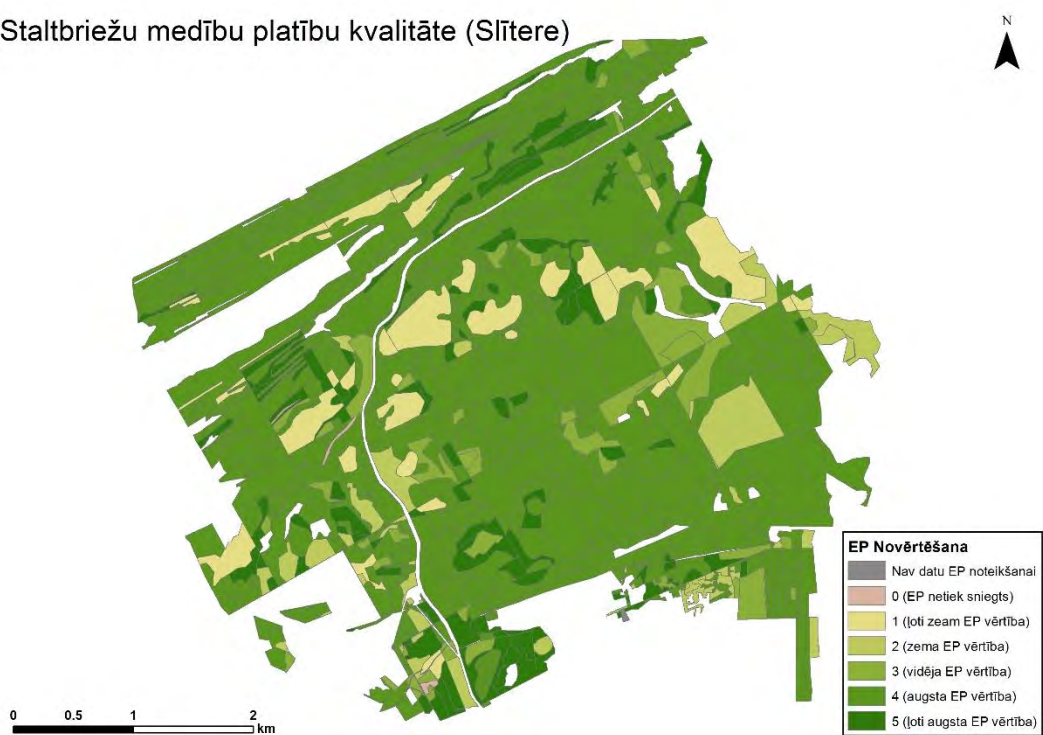 Staltbriežu medību platību kvalitāte (Slītere)
N
EP Novērtēšana
Nav datu EP noteikšanai
0 (EP netiek sniegts)
1 (ļoti zeam EP vērtība)
2 (zema EP vērtība)
3 (vidēja EP vērtība)
4 (augsta EP vērtība)
5 (ļoti augsta EP vērtība)
0 0.5 1 2
km